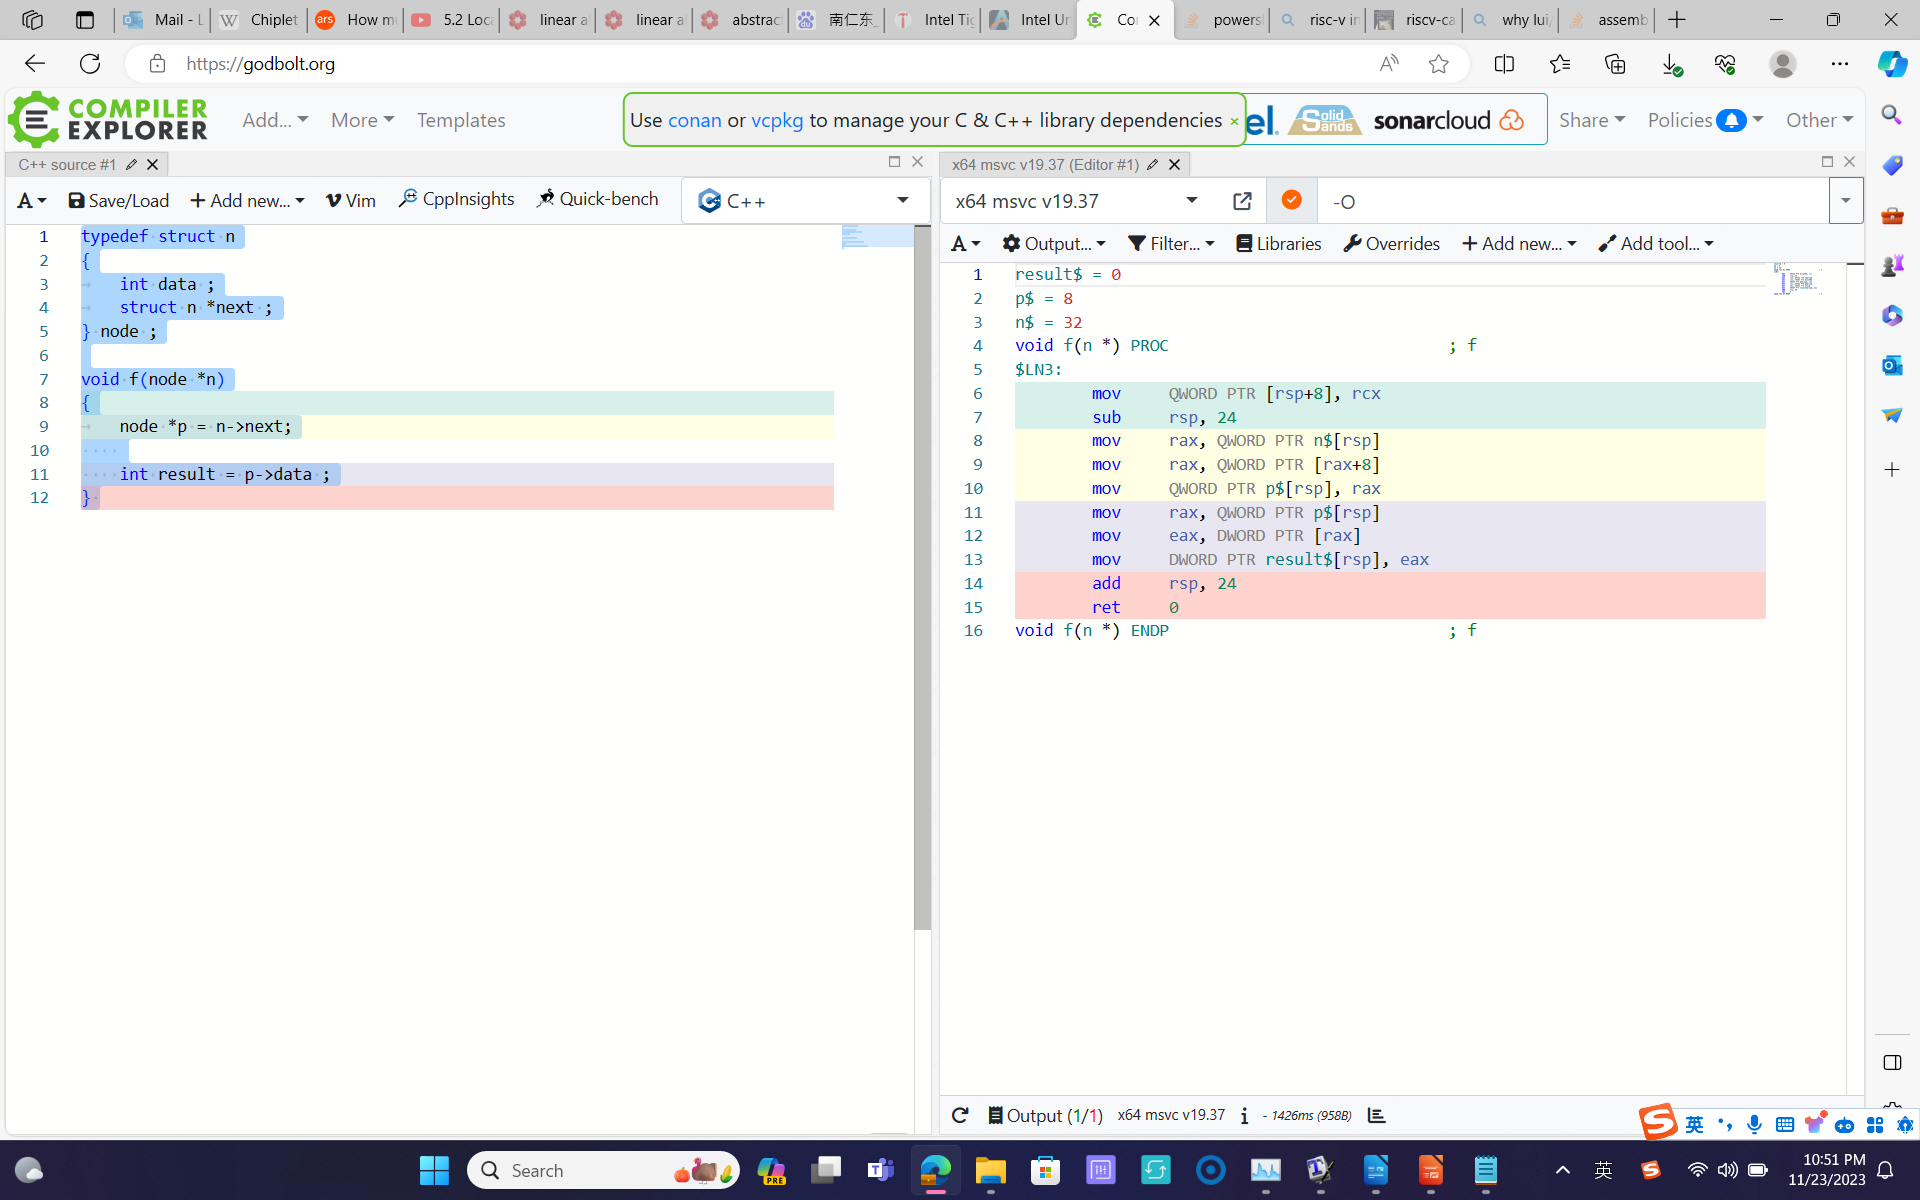 Mail - L
Chiplet
ars
How m
5.2 Loc
linear a
linear a
abstrac
南仁东_
Intel Tig
Intel Un
Co
powersh
risc-v in
riscv-ca
why lui
assemb
https://godbolt.org
COMPILER
EXPLORER
Add...
More
Templates
Use conan or vcpkg to manage your C & C++ library dependencies ×
el.
Solid Sands
sonarcloud
Share
Policies
Other
C++ source #1
A
Save/Load
+ Add new...
Vim
CppInsights
Quick-bench
C++
1 typedef struct n
2 {
3 int data ;
4 struct n *next ;
5 } node ;
6
7 void f(node *n)
8 {
9 node *p = n->next;
10
11 int result = p->data ;
12 }
x64 msvc v19.37 (Editor #1)
x64 msvc v19.37
-O
A
Output...
Filter...
Libraries
Overrides
+ Add new...
Add tool...
1 result$ = 0
2 p$ = 8
3 n$ = 32
4 void f(n *) PROC ; f
5 $LN3:
6 mov QWORD PTR [rsp+8], rcx
7 sub rsp, 24
8 mov rax, QWORD PTR n$[rsp]
9 mov rax, QWORD PTR [rax+8]
10 mov QWORD PTR p$[rsp], rax
11 mov rax, QWORD PTR p$[rsp]
12 mov eax, DWORD PTR [rax]
13 mov DWORD PTR result$[rsp], eax
14 add rsp, 24
15 ret 0
16 void f(n *) ENDP ; f
Output (1/1) x64 msvc v19.37 i - 1426ms (958B)
英
Search
PRE
英
10:51 PM
11/23/2023